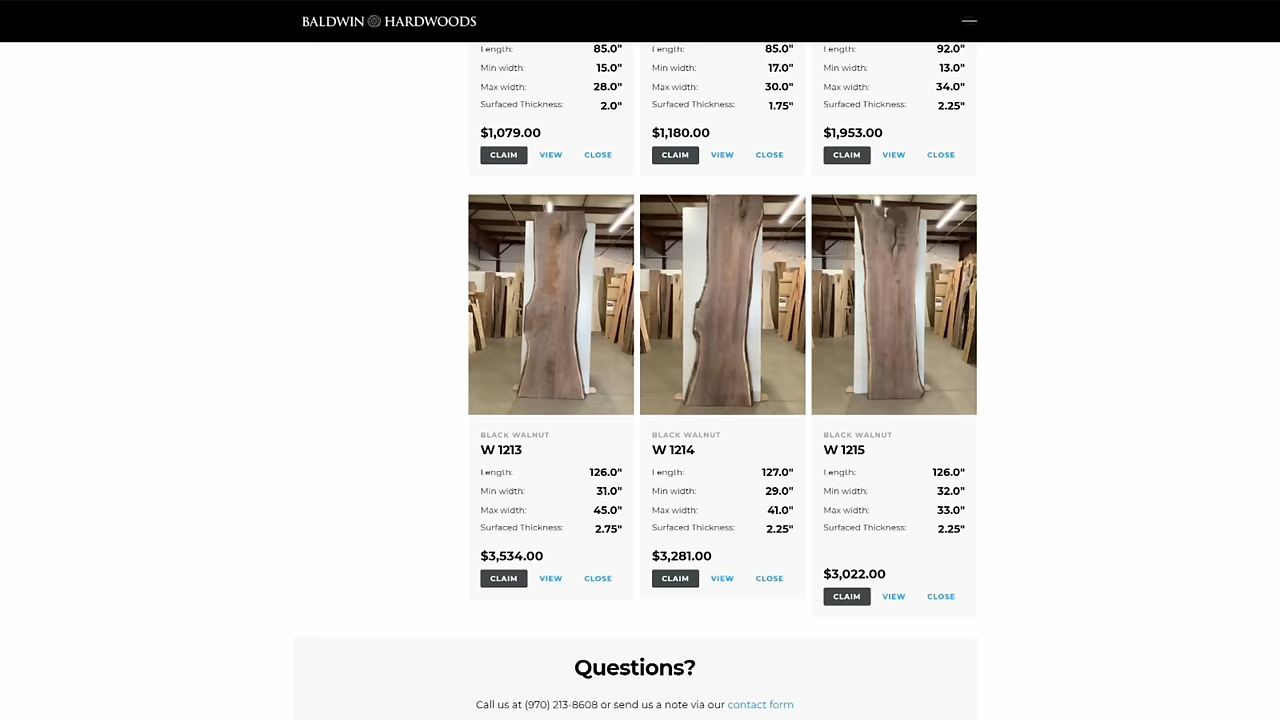 BALDWIN HARDWOODS
Length: 85.0"
Min width: 15.0"
Max width: 28.0"
Surfaced Thickness: 2.0"
$1,079.00
CLAIM VIEW CLOSE
Length: 85.0"
Min width: 17.0"
Max width: 30.0"
Surfaced Thickness: 1.75"
$1,180.00
CLAIM VIEW CLOSE
Length: 92.0"
Min width: 13.0"
Max width: 34.0"
Surfaced Thickness: 2.25"
$1,953.00
CLAIM VIEW CLOSE
BLACK WALNUT
W 1213
Length: 126.0"
Min width: 31.0"
Max width: 45.0"
Surfaced Thickness: 2.75"
$3,534.00
CLAIM VIEW CLOSE
BLACK WALNUT
W 1214
Length: 127.0"
Min width: 29.0"
Max width: 41.0"
Surfaced Thickness: 2.25"
$3,281.00
CLAIM VIEW CLOSE
BLACK WALNUT
W 1215
Length: 126.0"
Min width: 32.0"
Max width: 33.0"
Surfaced Thickness: 2.25"
$3,022.00
CLAIM VIEW CLOSE
Questions?
Call us at (970) 213-8608 or send us a note via our contact form